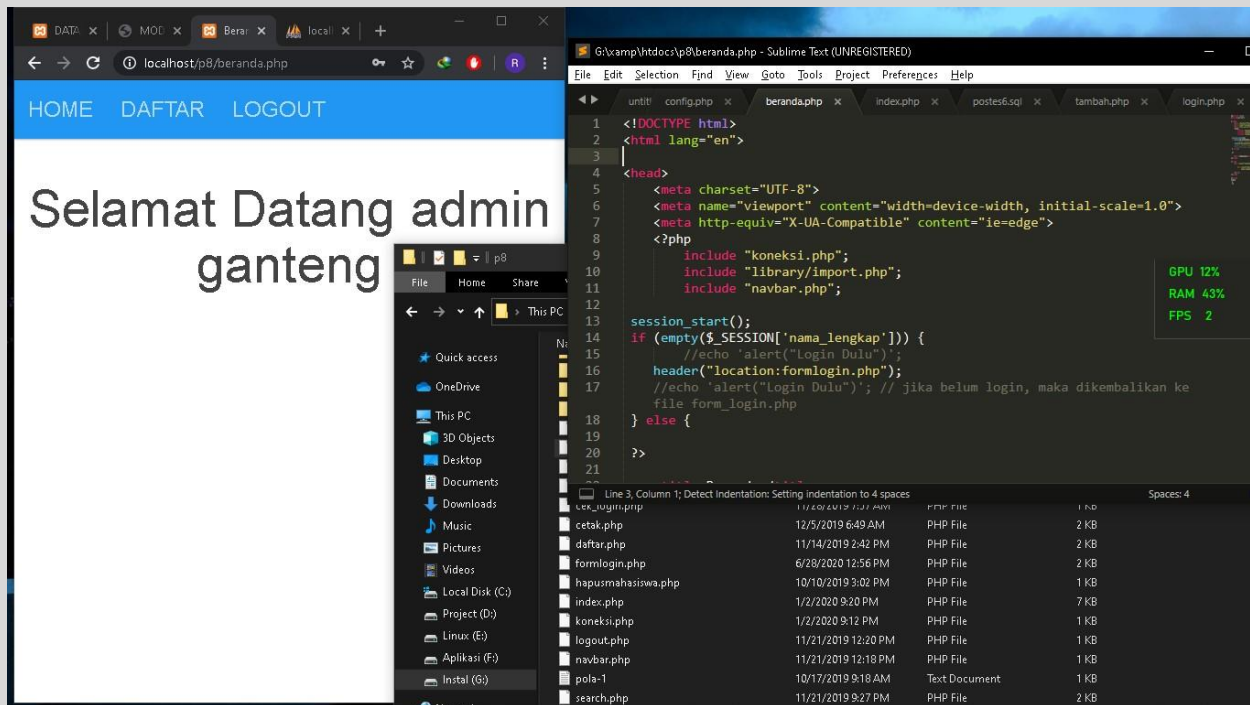 DATA
MOD
Berar
locall
localhost/p8/beranda.php
R
HOME DAFTAR LOGOUT
Selamat Datang admin
ganteng
G:\xamp\htdocs\p8\beranda.php - Sublime Text (UNREGISTERED)
File Edit Selection Find View Goto Tools Project Preferences Help
untitl config.php beranda.php index.php postes6.sql tambah.php login.php
1 <!DOCTYPE html>
2 <html lang="en">
3
4 <head>
5 <meta charset="UTF-8">
6 <meta name="viewport" content="width=device-width, initial-scale=1.0">
7 <meta http-equiv="X-UA-Compatible" content="ie=edge">
8 <?php
9 include "koneksi.php";
10 include "library/import.php";
11 include "navbar.php";
12
13 session_start();
14 if (empty($_SESSION['nama_lengkap'])) {
15 //echo 'alert("Login Dulu")';
16 header("location:formlogin.php");
17 //echo 'alert("Login Dulu")'; // jika belum login, maka dikembalikan ke
file form_login.php
18 } else {
19
20 ?>
21
Line 3, Column 1; Detect Indentation: Setting indentation to 4 spaces
Spaces: 4
GPU 12%
RAM 43%
FPS 2
p8
File Home Share
This PC
Quick access
OneDrive
This PC
3D Objects
Desktop
Documents
Downloads
Music
Pictures
Videos
Local Disk (C:)
Project (D:)
Linux (E:)
Aplikasi (F:)
Instal (G:)
cek_login.php 11/28/2019 7:57 AM PHP File 1 KB
cetak.php 12/5/2019 6:49 AM PHP File 2 KB
daftar.php 11/14/2019 2:42 PM PHP File 2 KB
formlogin.php 6/28/2020 12:56 PM PHP File 2 KB
hapusmahasiswa.php 10/10/2019 3:02 PM PHP File 1 KB
index.php 1/2/2020 9:20 PM PHP File 7 KB
koneksi.php 1/2/2020 9:12 PM PHP File 1 KB
logout.php 11/21/2019 12:20 PM PHP File 1 KB
navbar.php 11/21/2019 12:18 PM PHP File 1 KB
pola-1 10/17/2019 9:18 AM Text Document 1 KB
search.php 11/21/2019 9:27 PM PHP File 2 KB